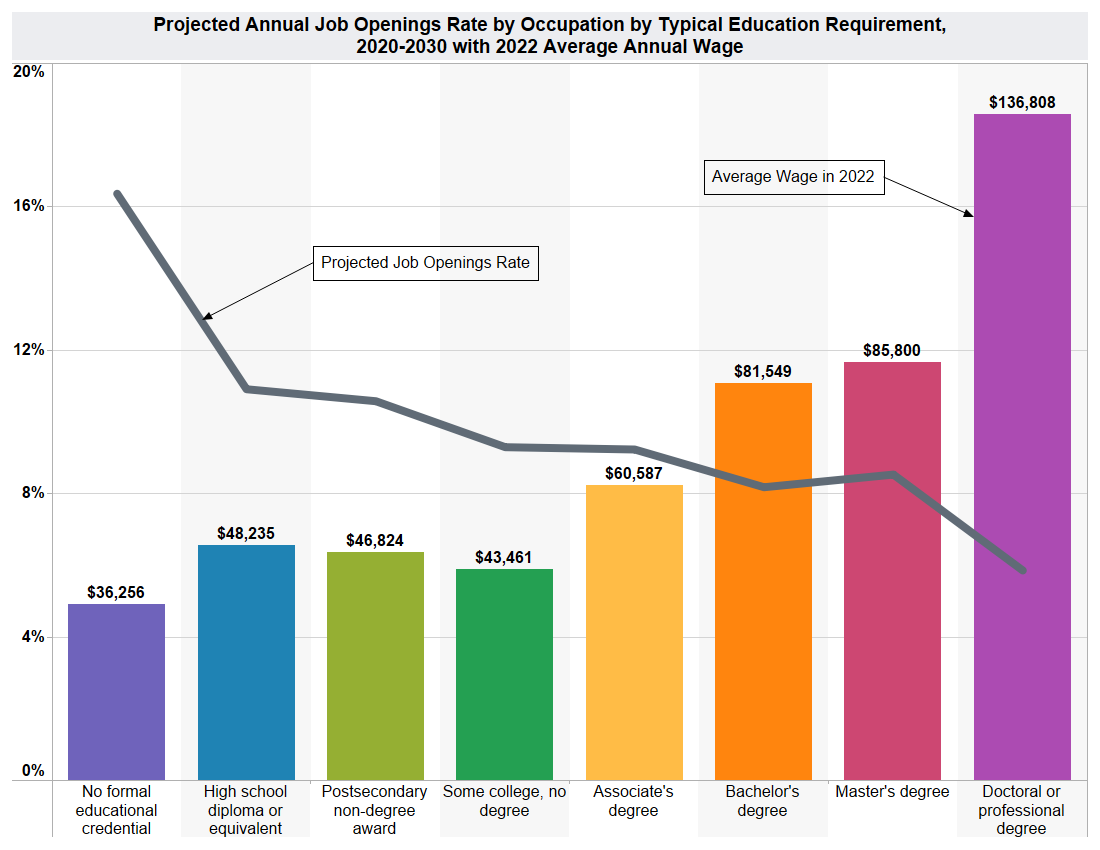 Projected Annual Job Openings Rate by Occupation by Typical Education Requirement,
2020-2030 with 2022 Average Annual Wage
20%
16%
12%
8%
4%
0%
$136,808
Average Wage in 2022
Projected Job Openings Rate
$85,800
$81,549
$60,587
$48,235
$46,824
$43,461
$36,256
No formal
educational
credential
High school
diploma or
equivalent
Postsecondary
non-degree
award
Some college, no
degree
Associate's
degree
Bachelor's
degree
Master's degree
Doctoral or
professional
degree